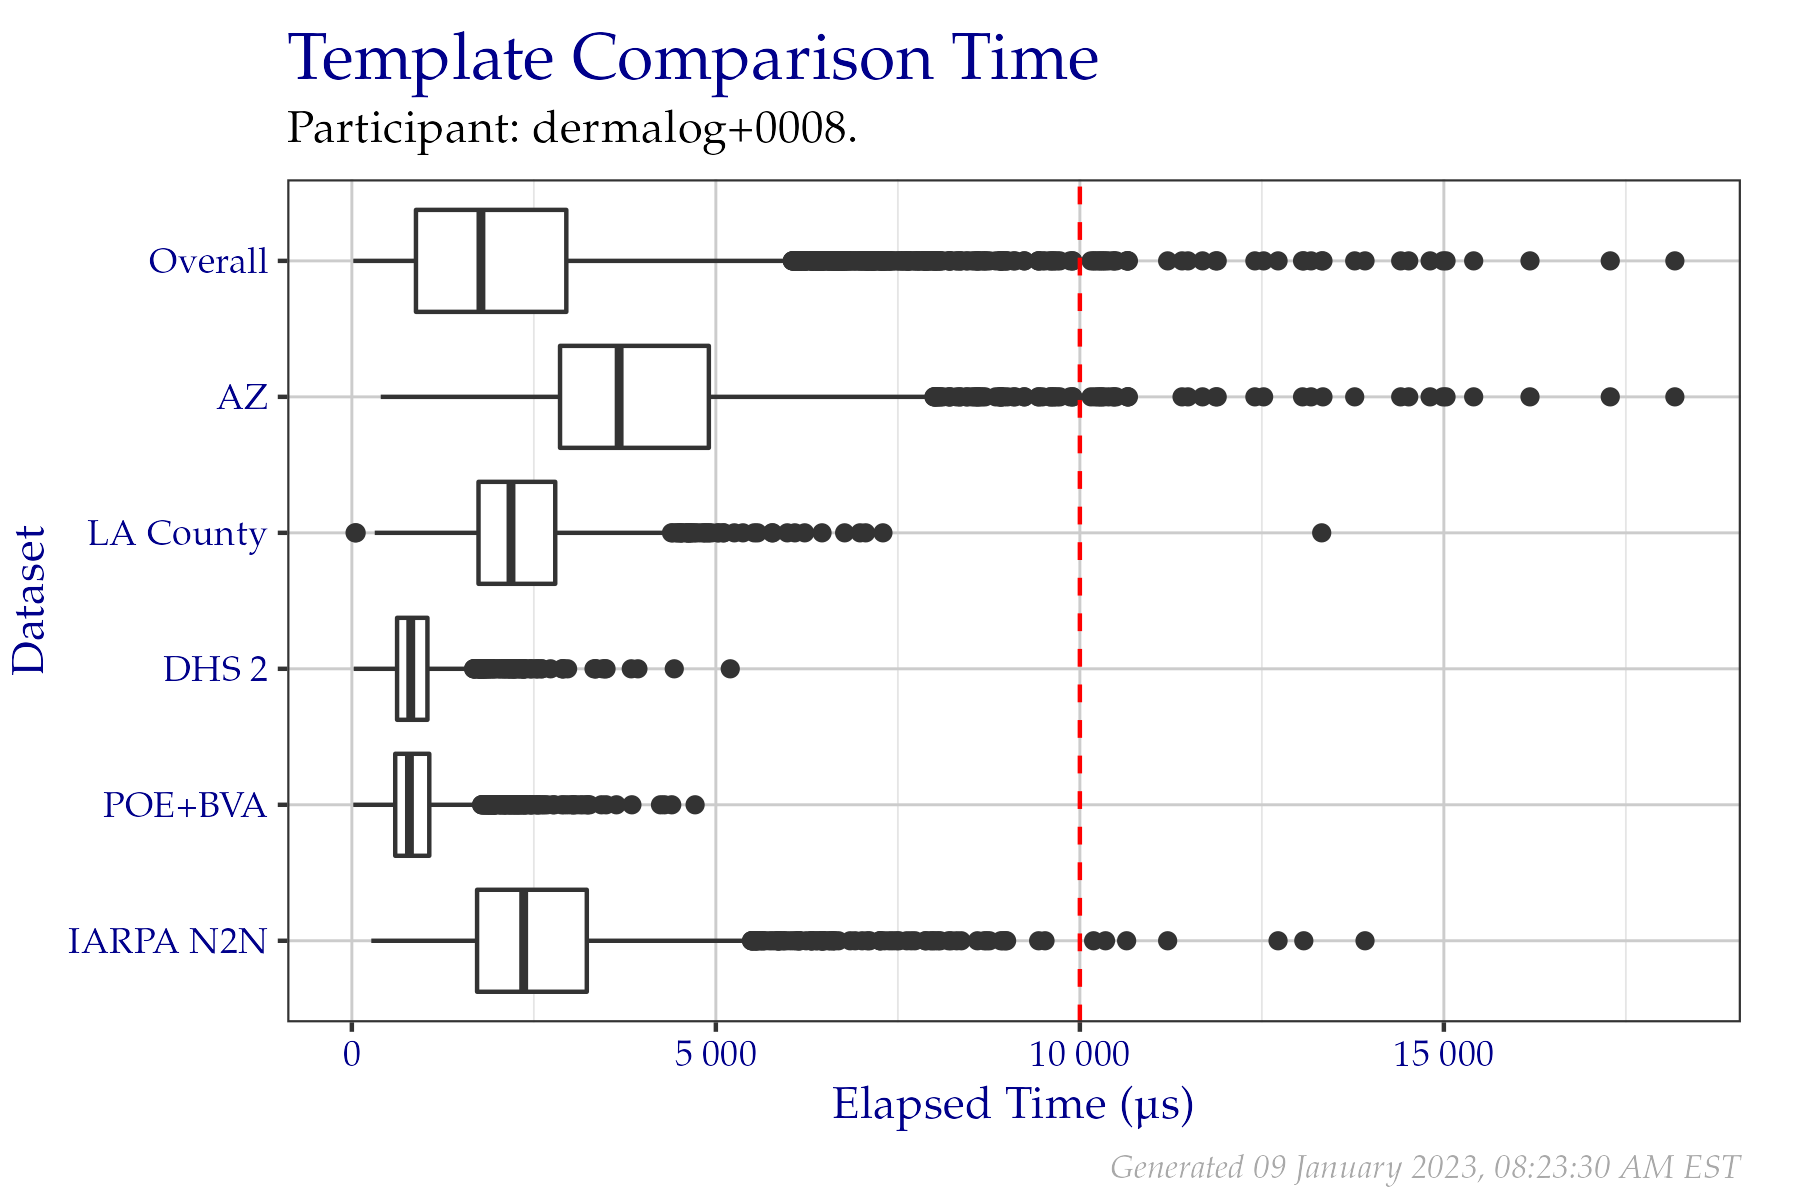 Template Comparison Time
Participant: dermalog+0008.
Dataset
Overall
AZ
LA County
DHS 2
POE+BVA
IARPA N2N
0 5 000 10 000 15 000
Elapsed Time (µs)
Generated 09 January 2023, 08:23:30 AM EST